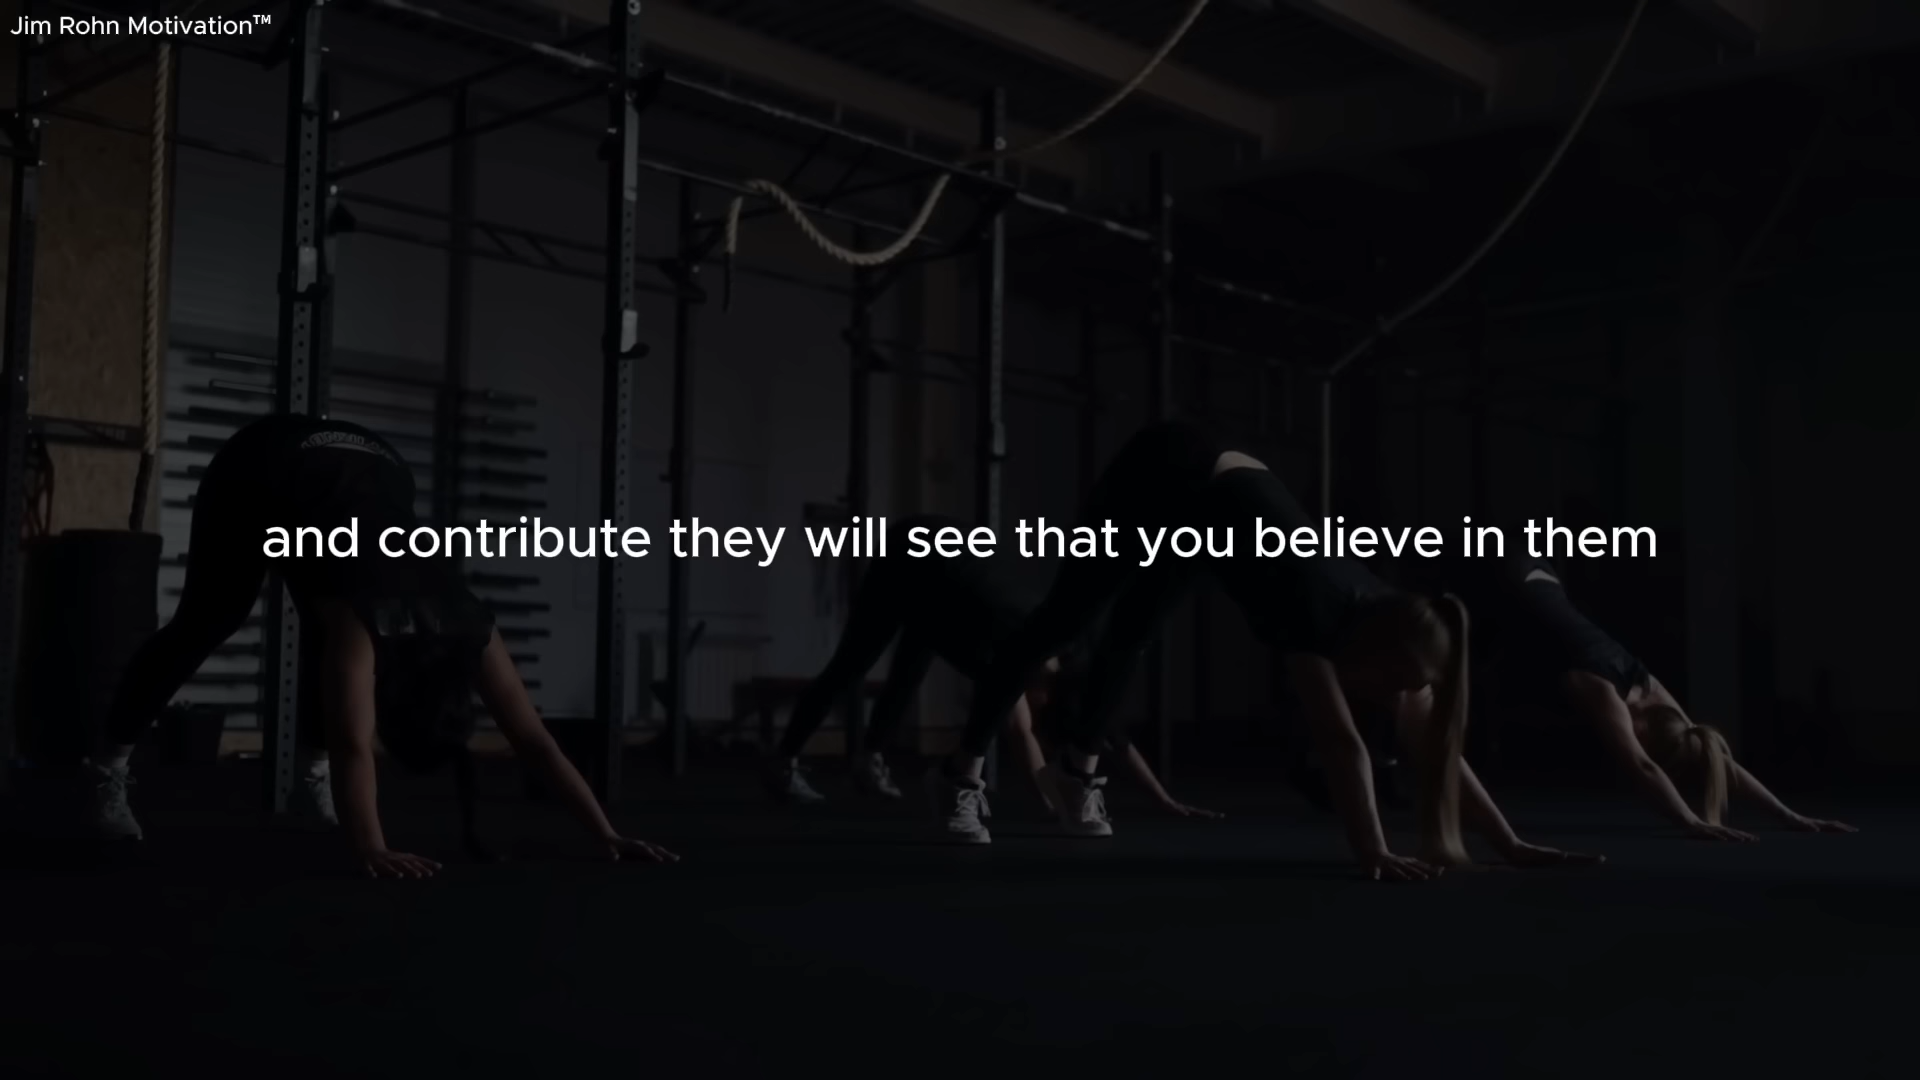 Jim Rohn Motivation™
and contribute they will see that you believe in them